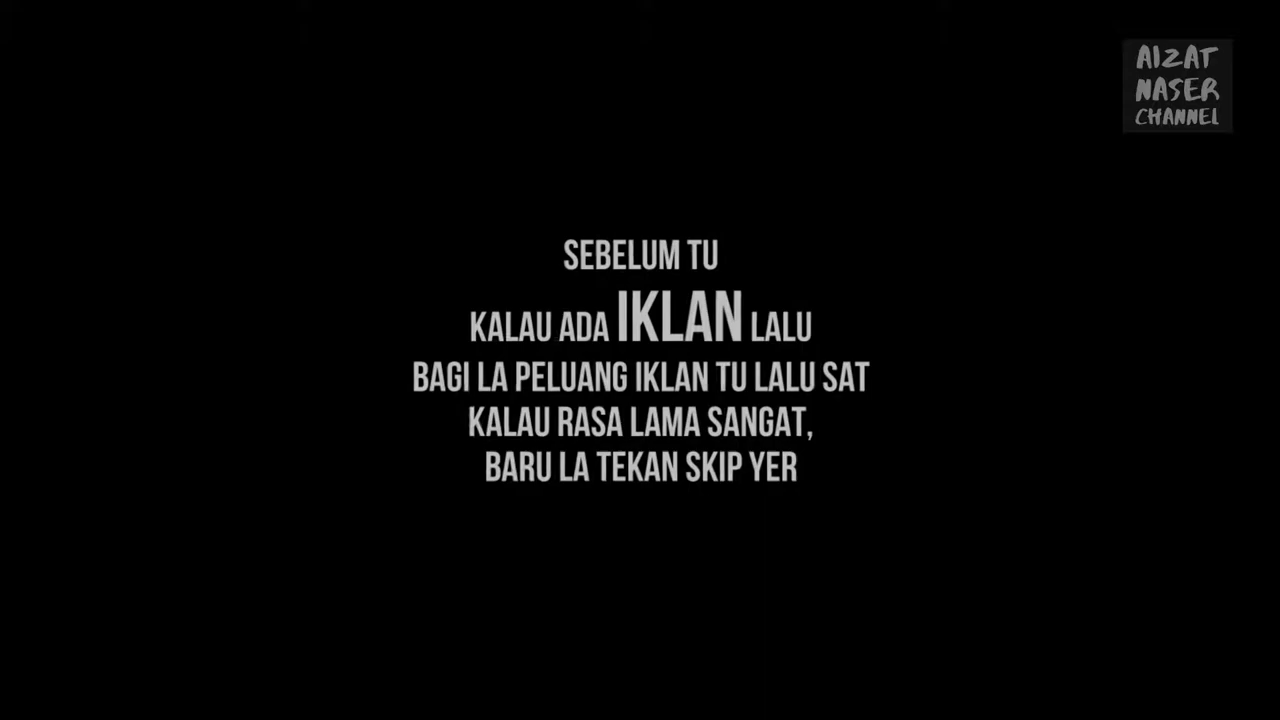 AIZAT
NASER
CHANNEL
SEBELUM TU
KALAU ADA IKLAN LALU
BAGI LA PELUANG IKLAN TU LALU SAT
KALAU RASA LAMA SANGAT,
BARU LA TEKAN SKIP YER